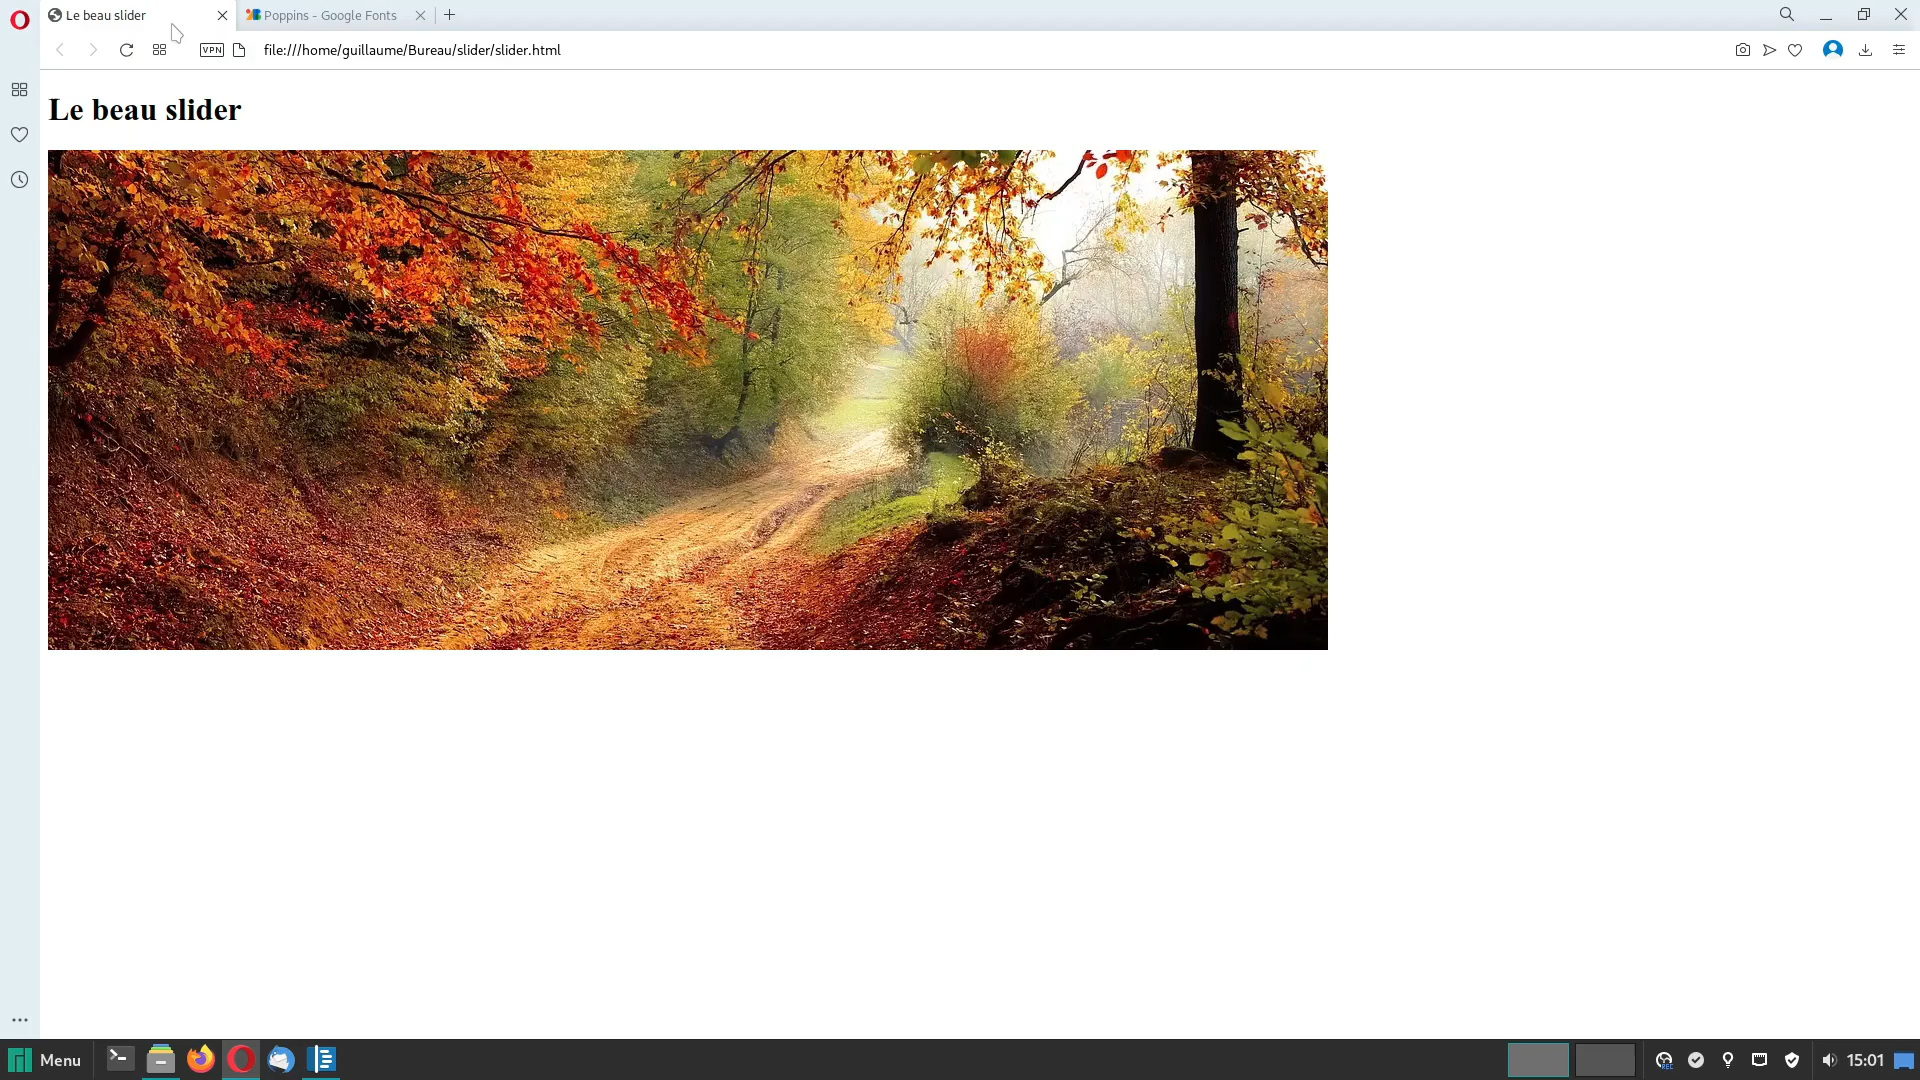 Le beau slider
Poppins - Google Fonts
VPN
file:///home/guillaume/Bureau/slider/slider.html
Le beau slider
Menu
REC
15:01